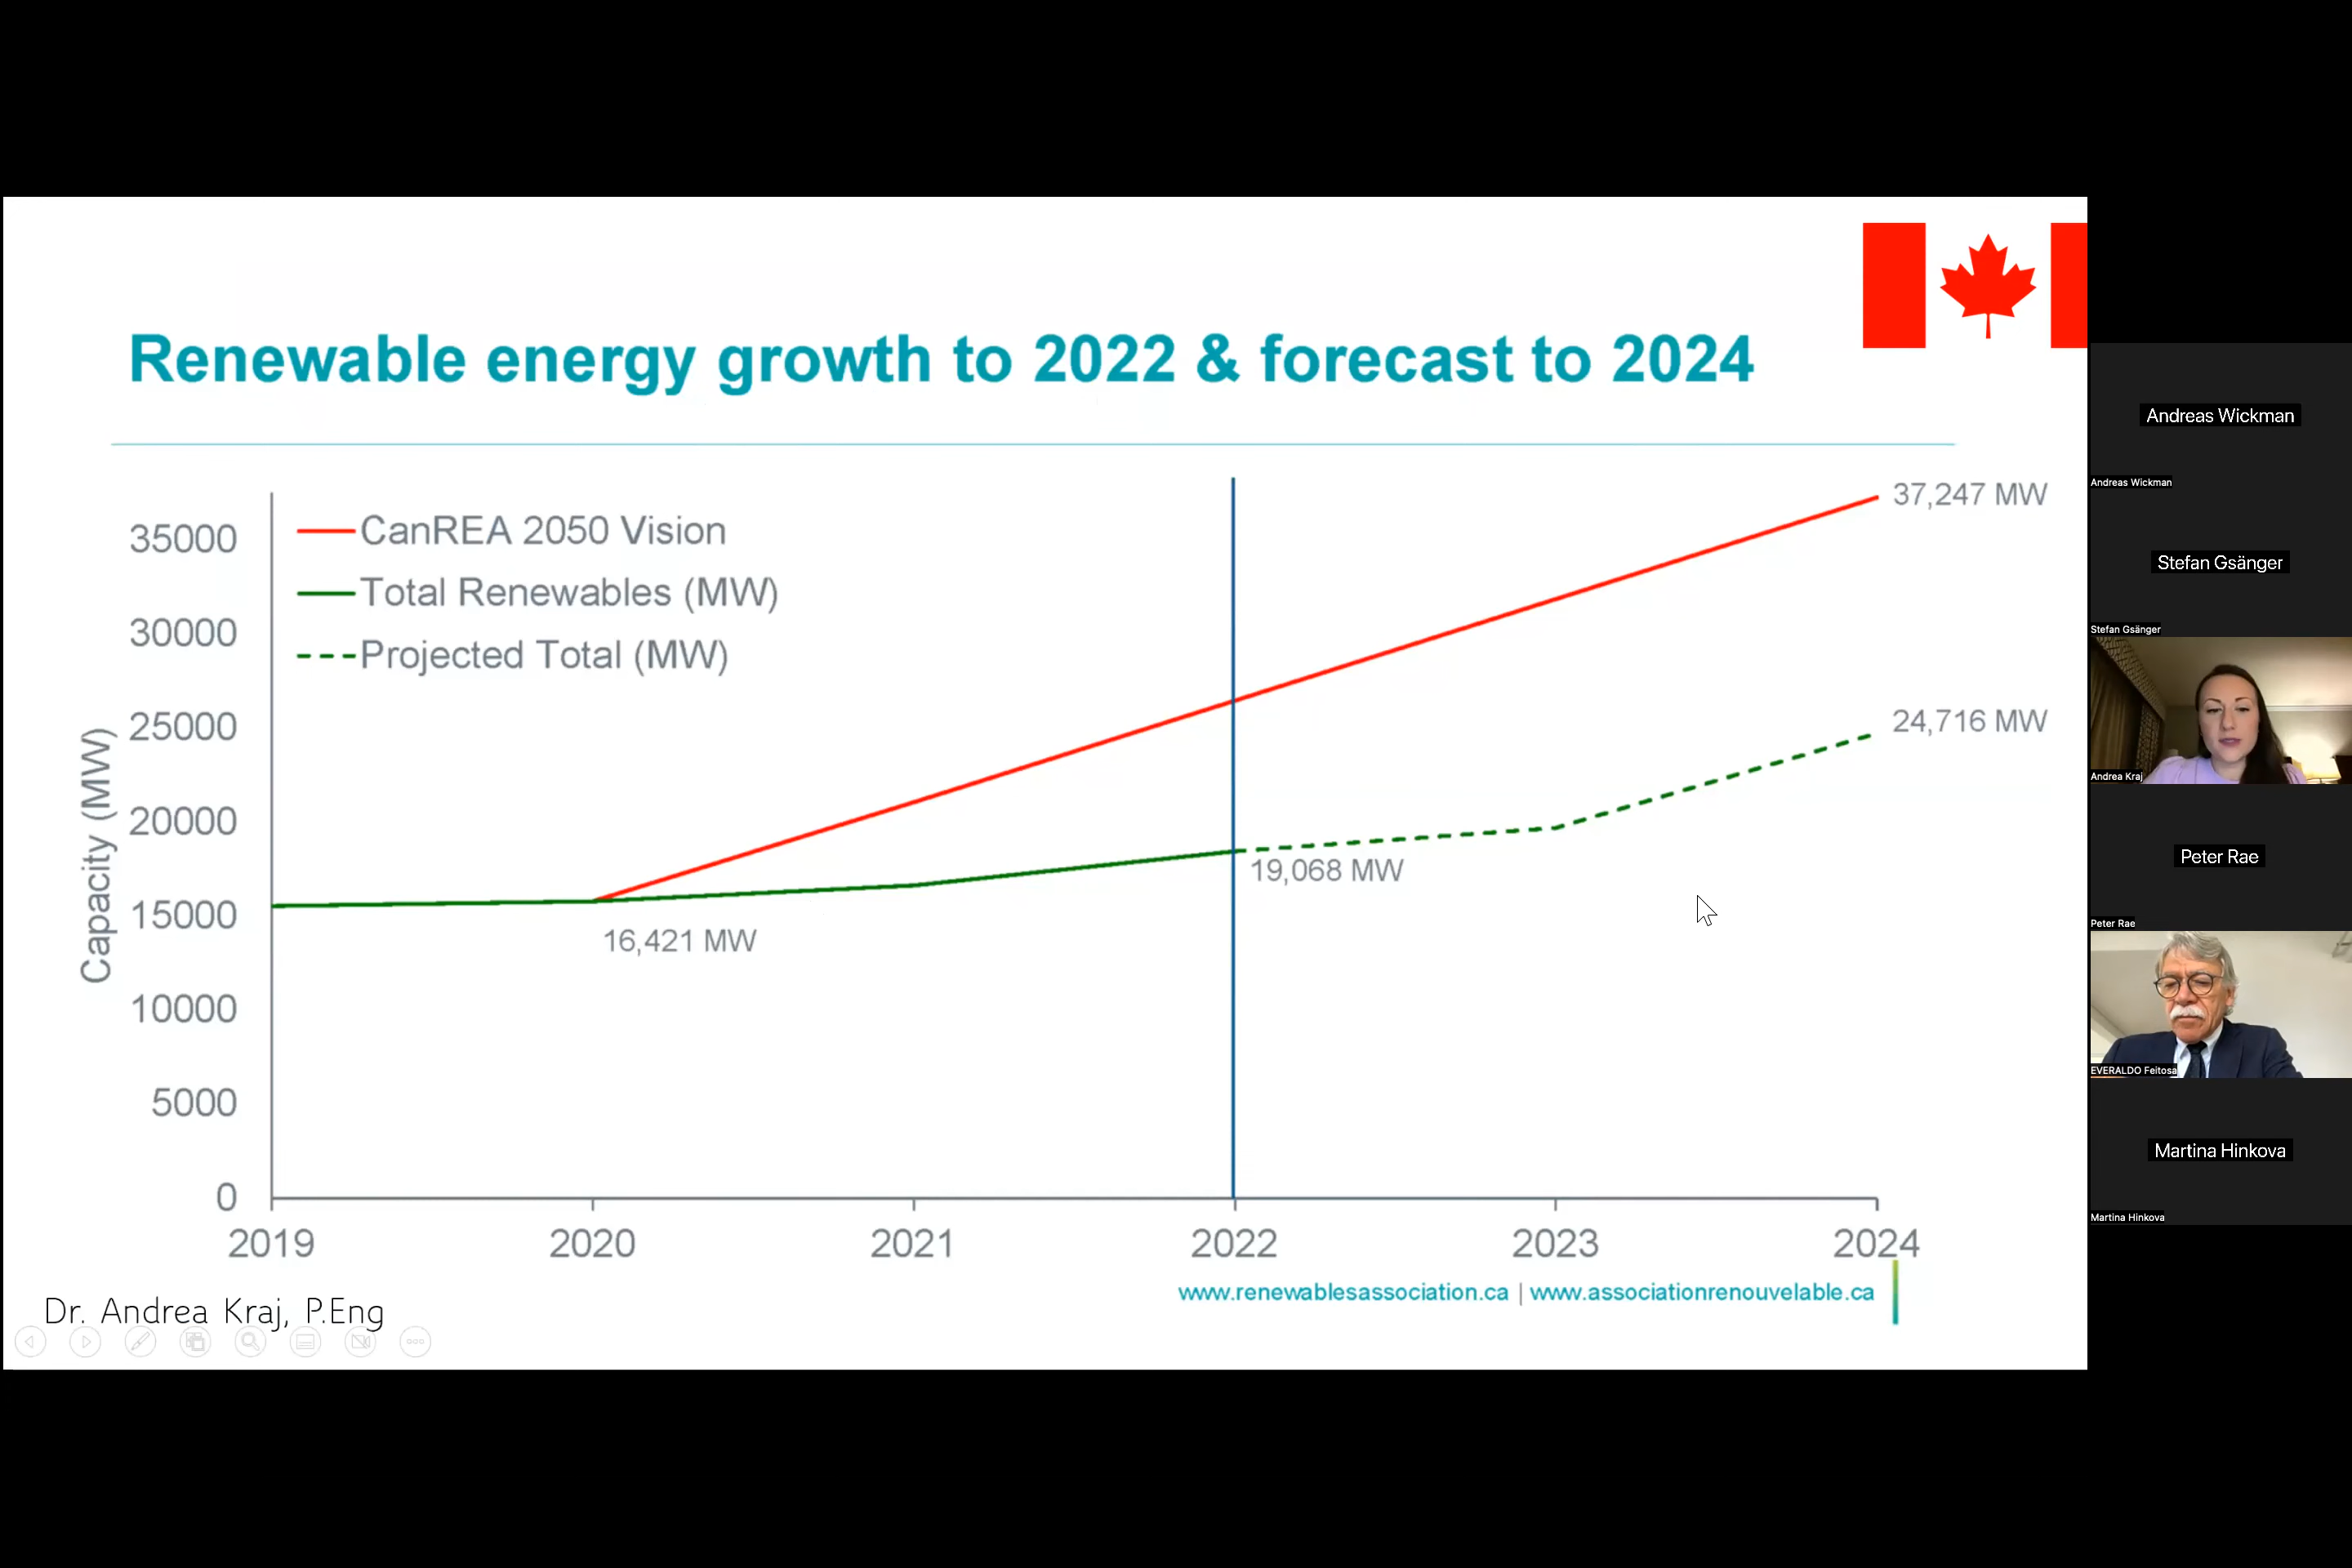 Renewable energy growth to 2022 & forecast to 2024
CanREA 2050 Vision
Total Renewables (MW)
Projected Total (MW)
Capacity (MW)
35000
30000
25000
20000
15000
10000
5000
0
2019
2020
2021
2022
2023
2024
37,247 MW
24,716 MW
19,068 MW
16,421 MW
www.renewablesassociation.ca | www.associationrenouvelable.ca
Dr. Andrea Kraj, P.Eng
Andreas Wickman
Andreas Wickman
Stefan Gsänger
Stefan Gsänger
Andrea Kraj
Peter Rae
Peter Rae
EVERALDO Feitosa
Martina Hinkova
Martina Hinkova